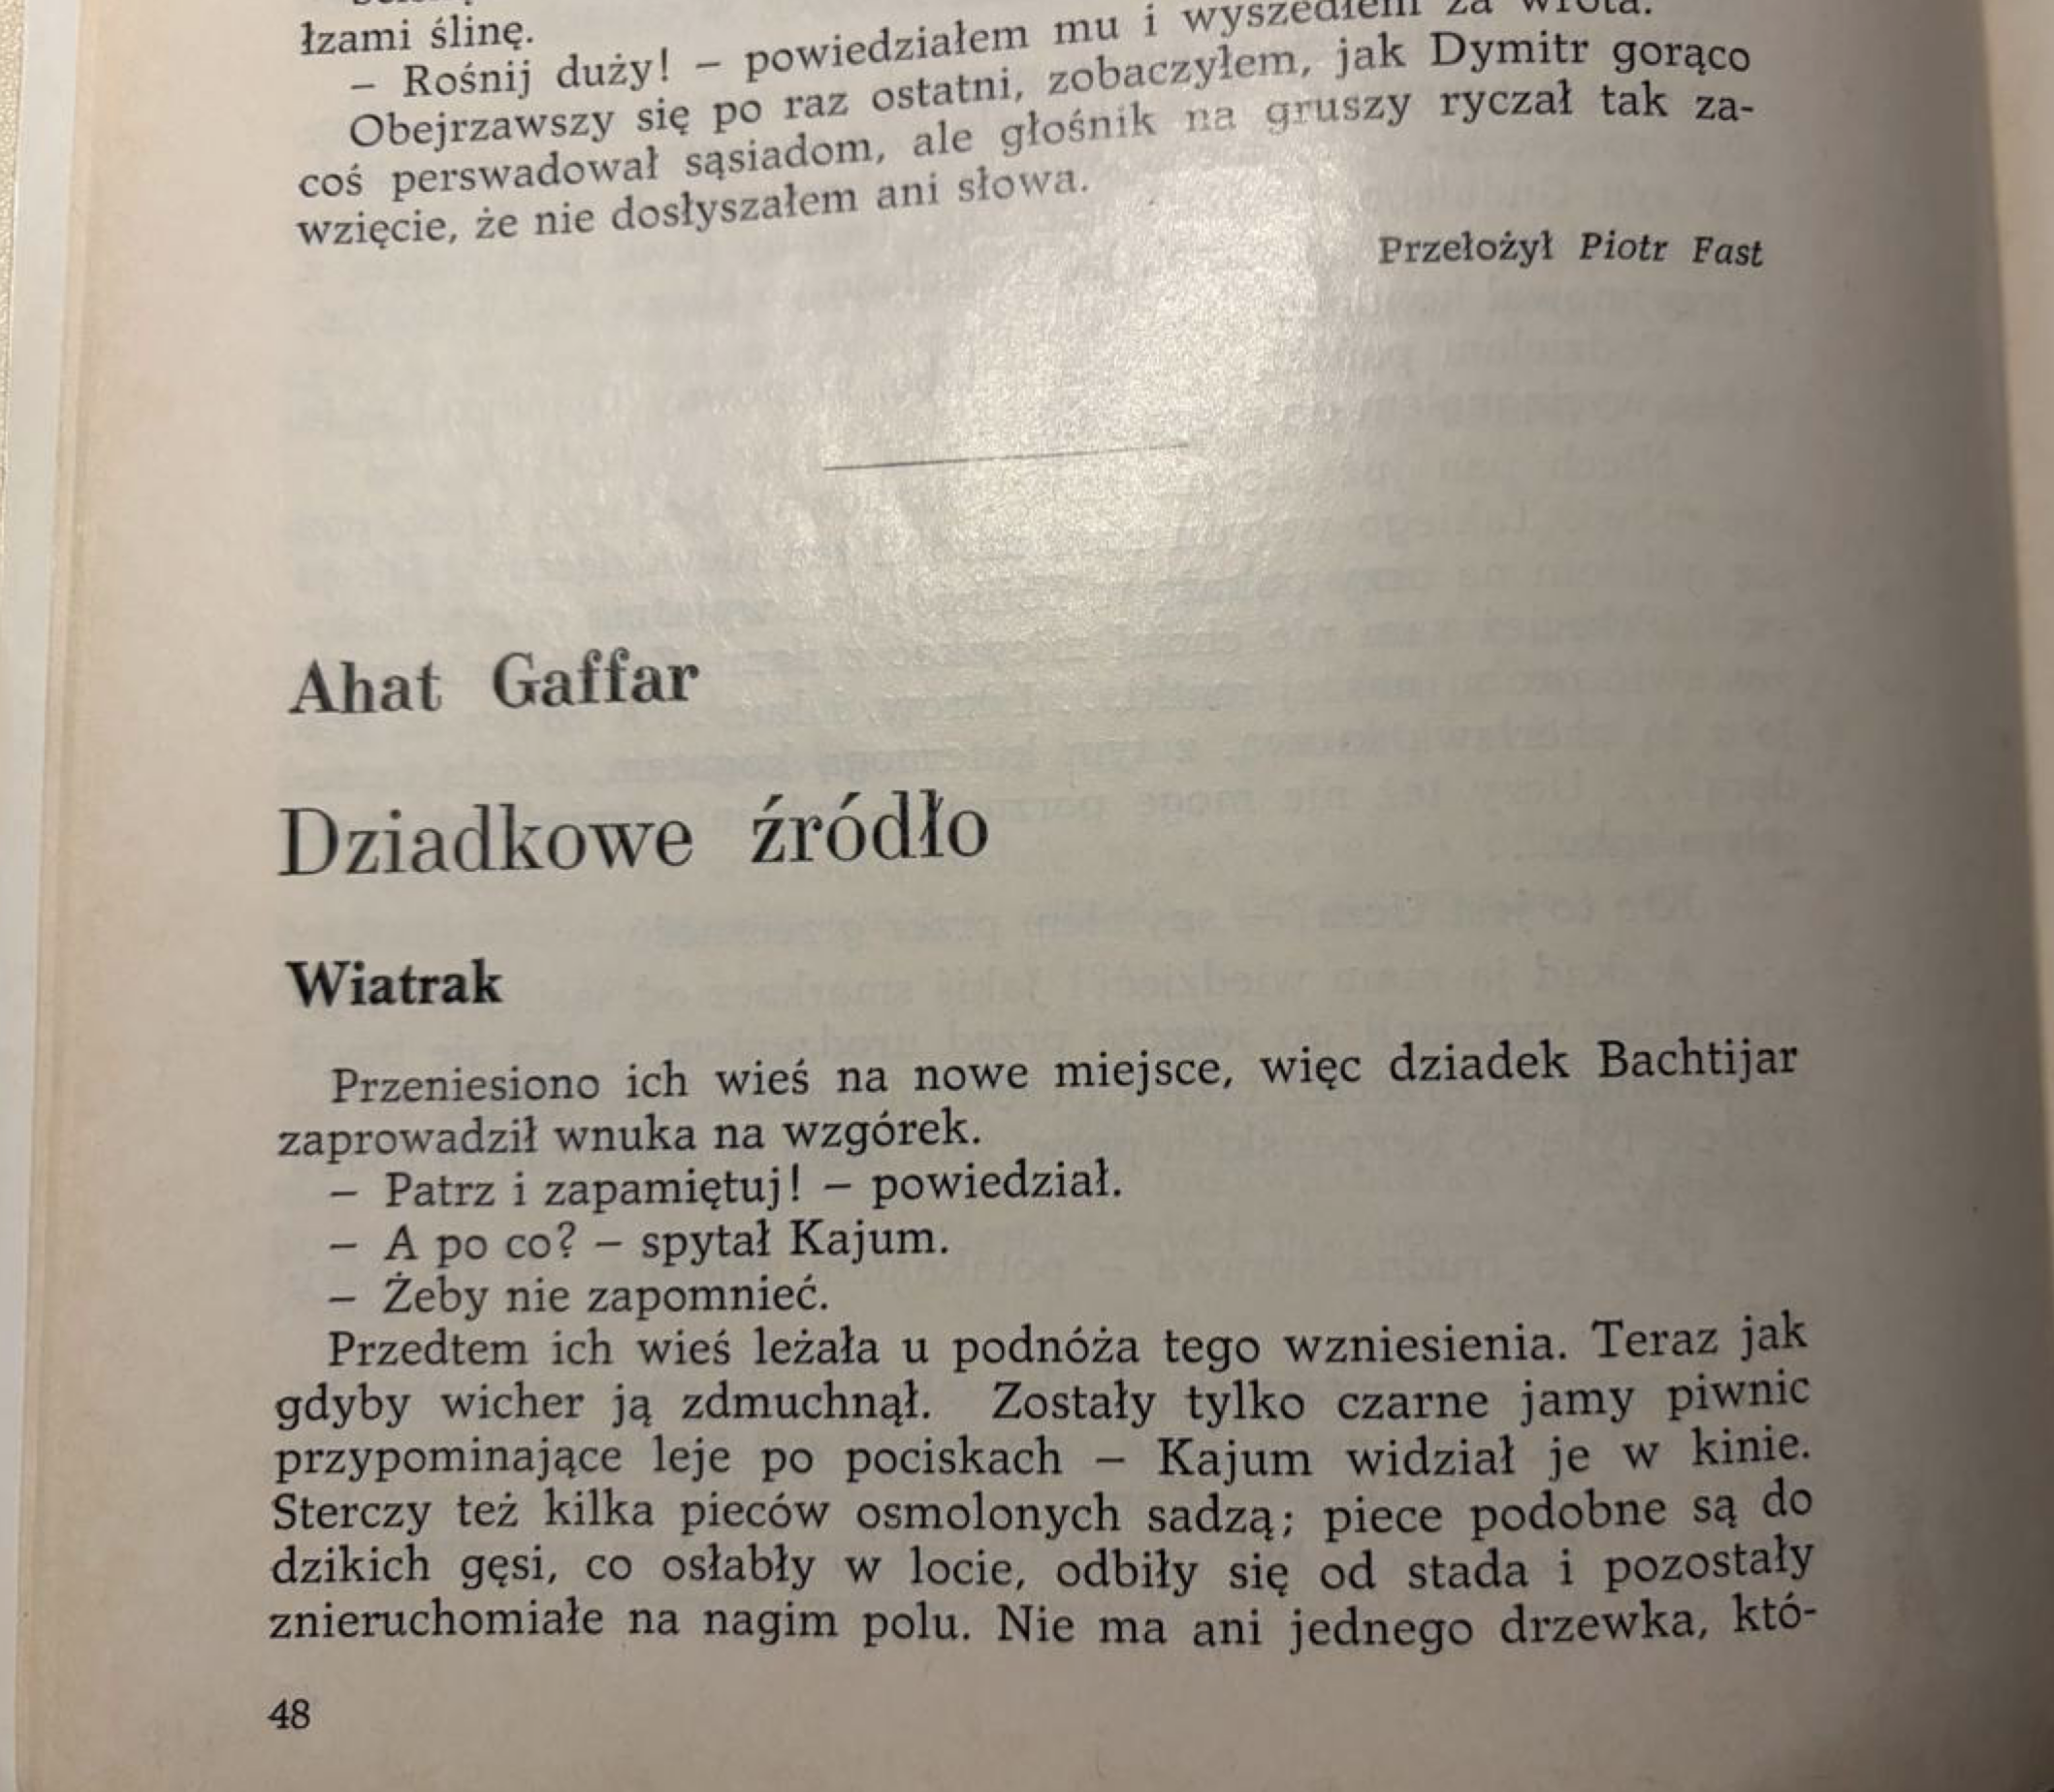 łzami ślinę.
– Rośnij duży! – powiedziałem mu i wyszedłem za wrota.
Obejrzawszy się po raz ostatni, zobaczyłem, jak Dymitr gorąco
coś perswadował sąsiadom, ale głośnik na gruszy ryczał tak za-
wzięcie, że nie dosłyszałem ani słowa.
Przełożył Piotr Fast
Ahat Gaffar
Dziadkowe źródło
Wiatrak
Przeniesiono ich wieś na nowe miejsce, więc dziadek Bachtijar
zaprowadził wnuka na wzgórek.
– Patrz i zapamiętuj! – powiedział.
– A po co? – spytał Kajum.
– Żeby nie zapomnieć.
Przedtem ich wieś leżała u podnóża tego wzniesienia. Teraz jak
gdyby wicher ją zdmuchnął. Zostały tylko czarne jamy piwnic
przypominające leje po pociskach – Kajum widział je w kinie.
Sterczy też kilka pieców osmolonych sadzą; piece podobne są do
dzikich gęsi, co osłabły w locie, odbiły się od stada i pozostały
znieruchomiałe na nagim polu. Nie ma ani jednego drzewka, któ-
48